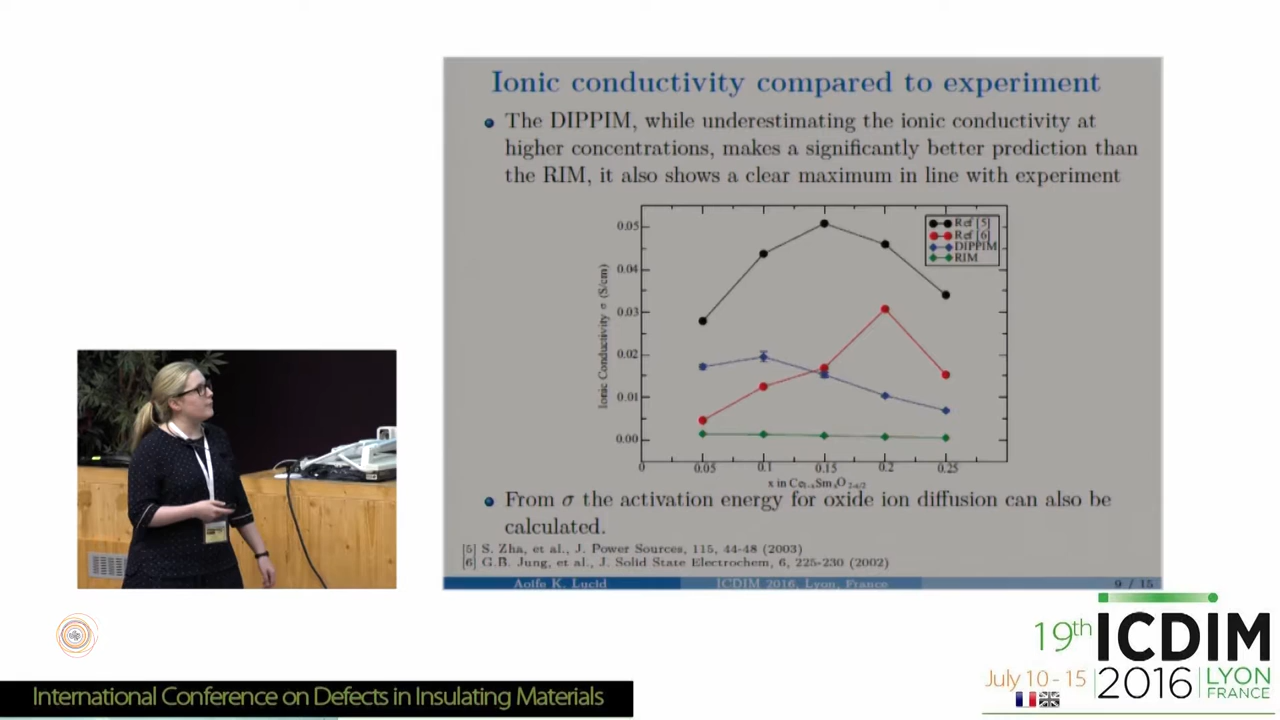 Ionic conductivity compared to experiment
The DIPPIM, while underestimating the ionic conductivity at
higher concentrations, makes a significantly better prediction than
the RIM, it also shows a clear maximum in line with experiment
0.05
0.04
0.03
0.02
0.01
0.00
Ionic Conductivity σ (S/cm)
Ref [5]
Ref [6]
DIPPIM
RIM
0 0.05 0.1 0.15 0.2 0.25
x in Ce₁₋ₓSmₓO₂₋ₓ/₂
From σ the activation energy for oxide ion diffusion can also be
calculated.
[5] S. Zha, et al., J. Power Sources, 115, 44-48 (2003)
[6] G.B. Jung, et al., J. Solid State Electrochem, 6, 225-230 (2002)
Aoife K. Lucid ICDIM 2016, Lyon, France 9 / 15
19th ICDIM
July 10 - 15 2016 LYON
FRANCE
International Conference on Defects in Insulating Materials